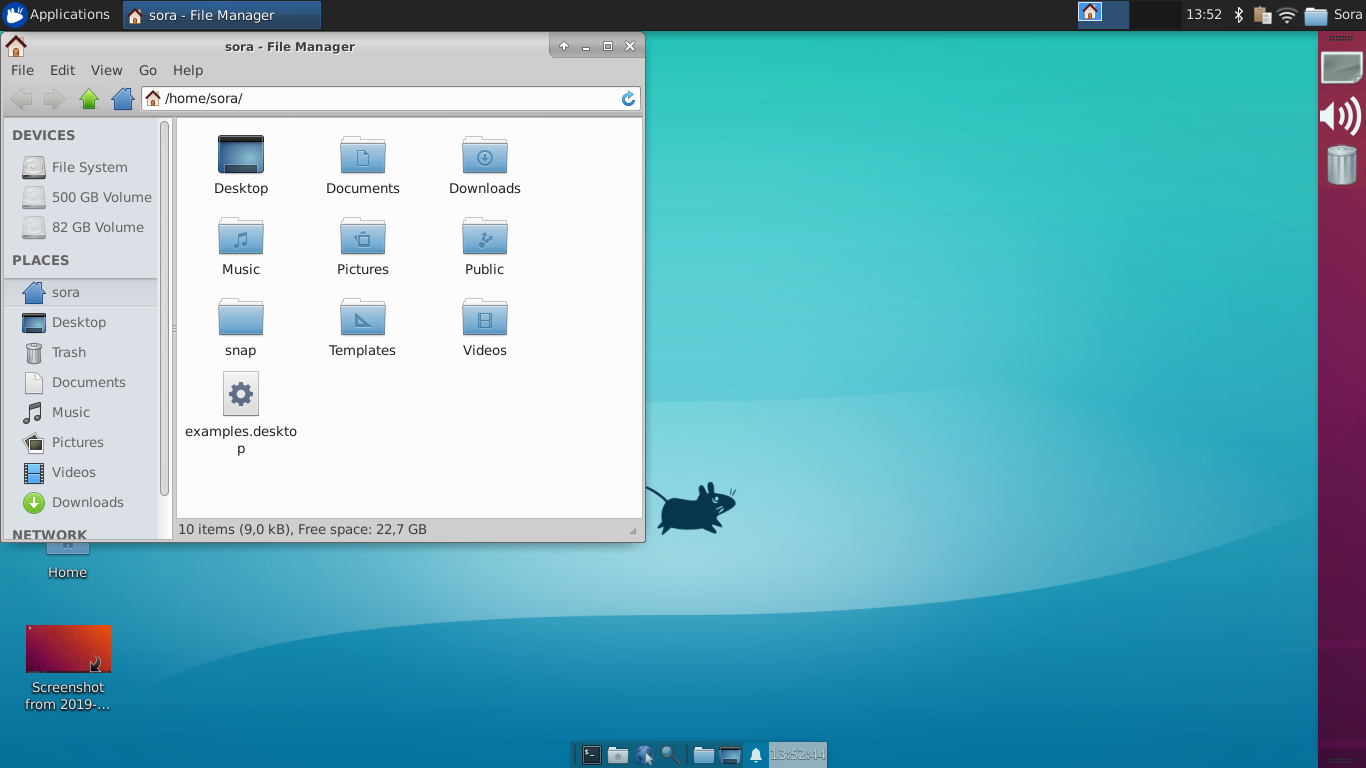 Applications
sora - File Manager
13:52
Sora
sora - File Manager
File Edit View Go Help
/home/sora/
DEVICES
File System
500 GB Volume
82 GB Volume
PLACES
sora
Desktop
Trash
Documents
Music
Pictures
Videos
Downloads
NETWORK
Desktop
Documents
Downloads
Music
Pictures
Public
snap
Templates
Videos
examples.deskto
p
10 items (9,0 kB), Free space: 22,7 GB
Home
Screenshot
from 2019-...
13:52:44